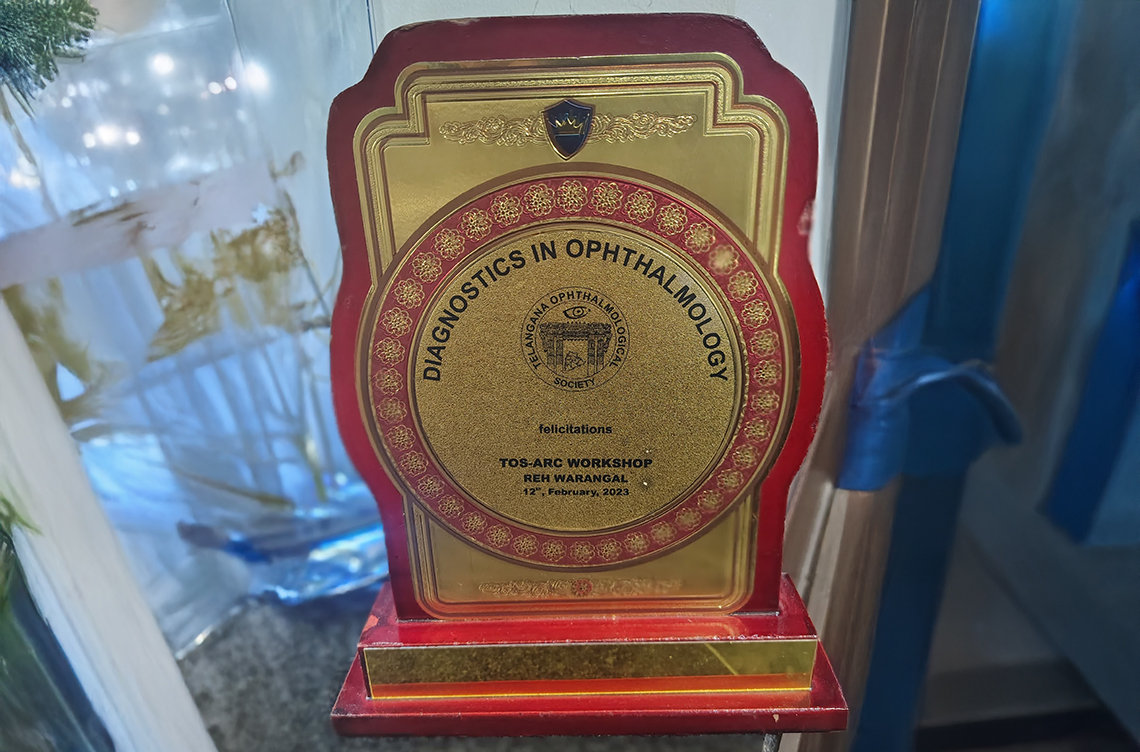 DIAGNOSTICS IN OPHTHALMOLOGY
TELANGANA OPHTHALMOLOGICAL
SOCIETY
felicitations
TOS-ARC WORKSHOP
REH WARANGAL
12th, February, 2023